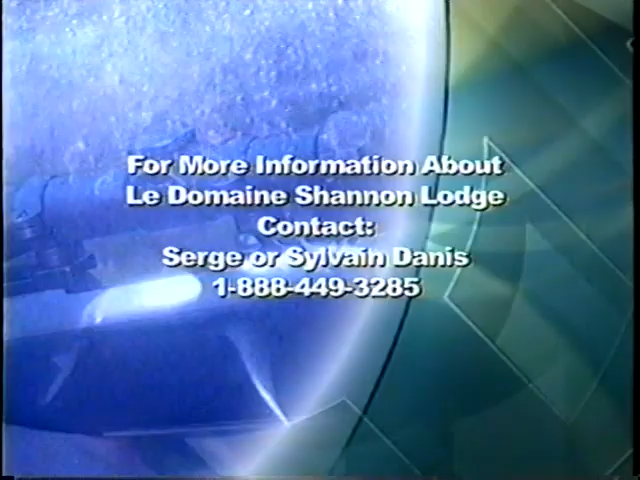 For More Information About
Le Domaine Shannon Lodge
Contact:
Serge or Sylvain Danis
1-888-449-3285